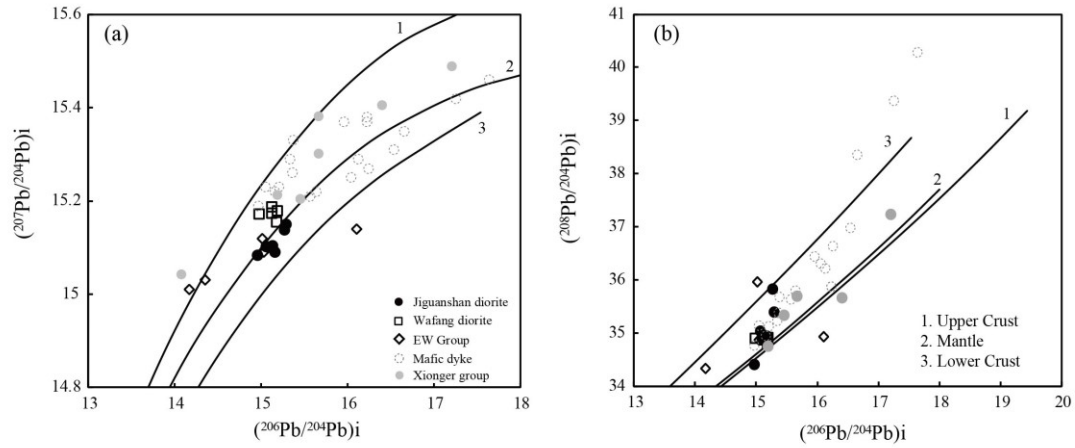 (a)
15.6
15.4
15.2
15
14.8
13
14
15
16
17
18
(²⁰⁷Pb/²⁰⁴Pb)i
(²⁰⁶Pb/²⁰⁴Pb)i
1
2
3
Jiguanshan diorite
Wafang diorite
EW Group
Mafic dyke
Xionger group
(b)
41
40
39
38
37
36
35
34
13
14
15
16
17
18
19
20
(²⁰⁸Pb/²⁰⁴Pb)i
(²⁰⁶Pb/²⁰⁴Pb)i
1
3
2
1. Upper Crust
2. Mantle
3. Lower Crust